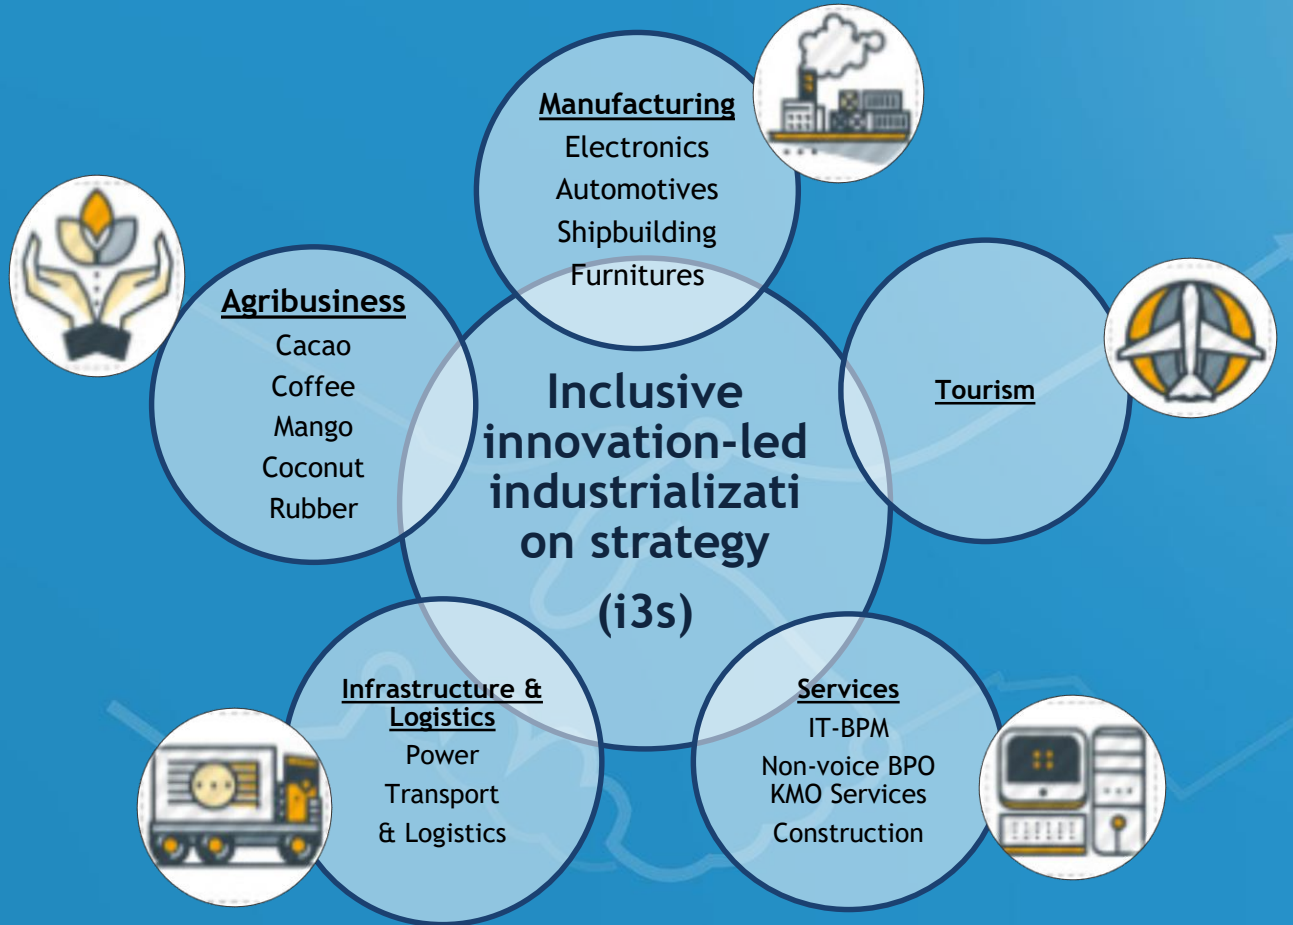 Manufacturing
Electronics
Automotives
Shipbuilding
Furnitures
Agribusiness
Cacao
Coffee
Mango
Coconut
Rubber
Inclusive
innovation-led
industrializati
on strategy
(i3s)
Tourism
Infrastructure &
Logistics
Power
Transport
& Logistics
Services
IT-BPM
Non-voice BPO
KMO Services
Construction